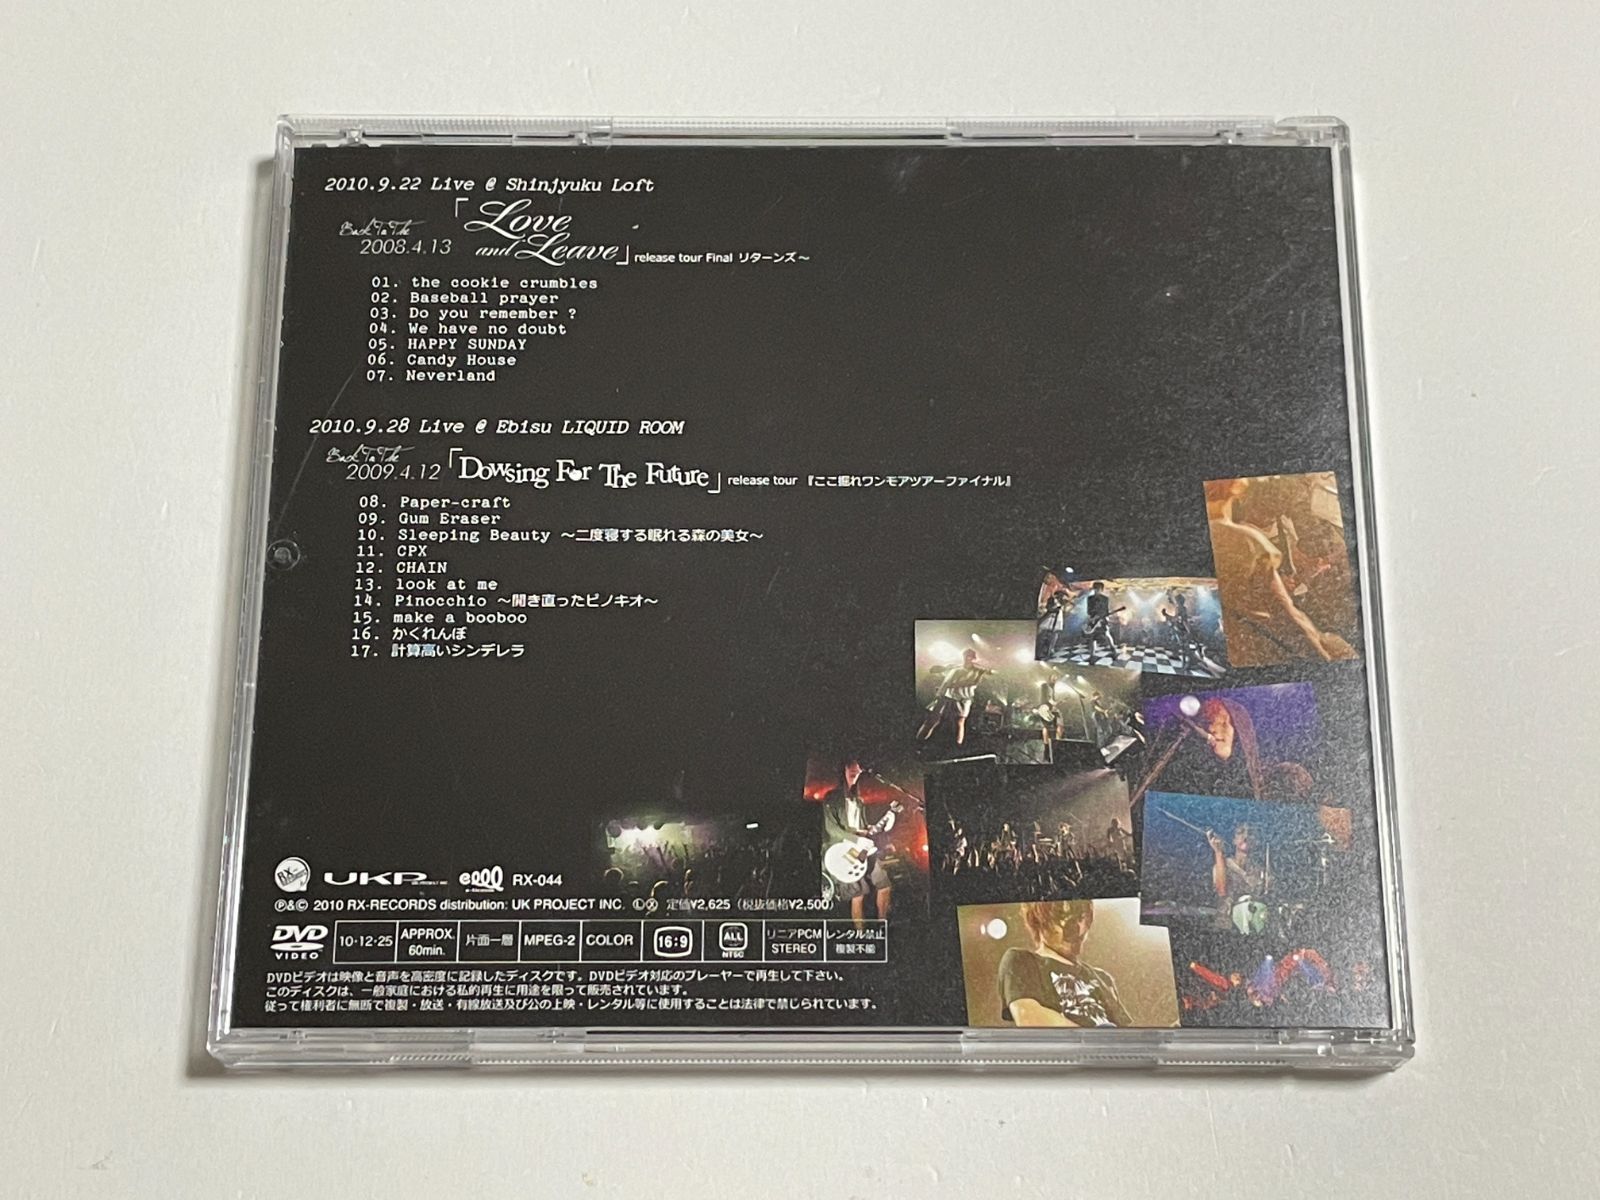 2010.9.22 Live @ Shinjyuku Loft
Back To The
2008.4.13 「Love and Leave」 release tour Final リターンズ～
01. the cookie crumbles
02. Baseball prayer
03. Do you remember ?
04. We have no doubt
05. HAPPY SUNDAY
06. Candy House
07. Neverland
2010.9.28 Live @ Ebisu LIQUID ROOM
Back To The
2009.4.12 「Dowsing For The Future」 release tour 『ここ掘れワンモアツアーファイナル』
08. Paper-craft
09. Gum Eraser
10. Sleeping Beauty ～二度寝する眠れる森の美女～
11. CPX
12. CHAIN
13. look at me
14. Pinocchio ～開き直ったピノキオ～
15. make a booboo
16. かくれんぼ
17. 計算高いシンデレラ
RX- UKP RX-044
Ⓟ&© 2010 RX-RECORDS distribution: UK PROJECT INC. Ⓛ Ⓧ 定価¥2,625（税抜価格¥2,500）
DVD VIDEO 10・12・25 APPROX. 60min. 片面一層 MPEG-2 COLOR 16:9 ALL NTSC リニアPCM STEREO レンタル禁止 複製不能
DVDビデオは映像と音声を高密度に記録したディスクです。DVDビデオ対応のプレーヤーで再生して下さい。
このディスクは、一般家庭における私的再生に用途を限って販売されています。
従って権利者に無断で複製・放送・有線放送及び公の上映・レンタル等に使用することは法律で禁じられています。